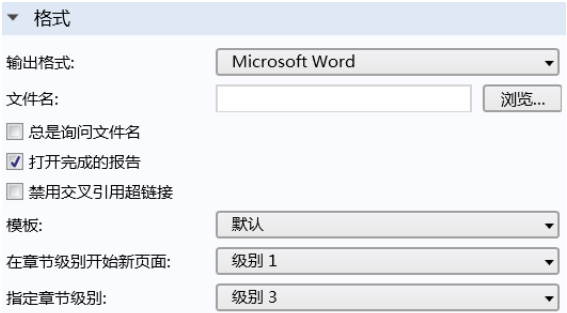 格式
输出格式: Microsoft Word
文件名: 浏览...
总是询问文件名
打开完成的报告
禁用交叉引用超链接
模板: 默认
在章节级别开始新页面: 级别 1
指定章节级别: 级别 3